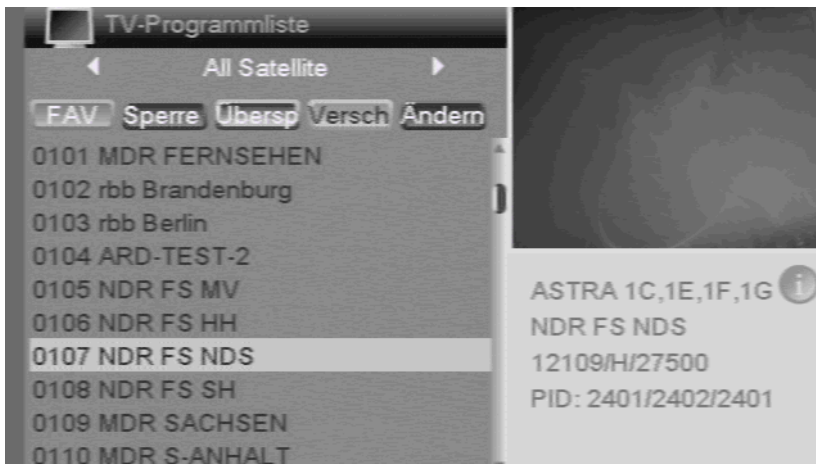 TV-Programmliste
All Satellite
FAV Sperre Übersp Versch Ändern
0101 MDR FERNSEHEN
0102 rbb Brandenburg
0103 rbb Berlin
0104 ARD-TEST-2
0105 NDR FS MV
0106 NDR FS HH
0107 NDR FS NDS
0108 NDR FS SH
0109 MDR SACHSEN
0110 MDR S-ANHALT
ASTRA 1C,1E,1F,1G i
NDR FS NDS
12109/H/27500
PID: 2401/2402/2401